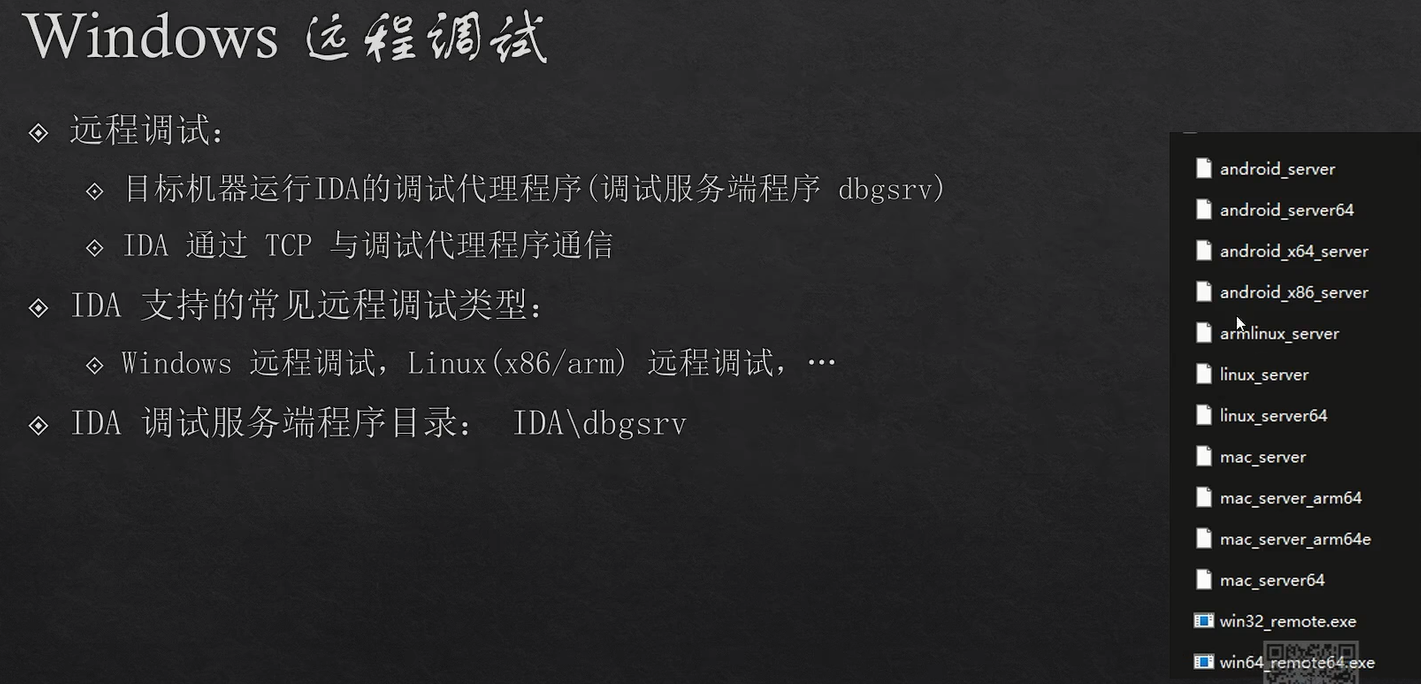 Windows 远程调试
远程调试:
目标机器运行IDA的调试代理程序(调试服务端程序 dbgsrv)
IDA 通过 TCP 与调试代理程序通信
IDA 支持的常见远程调试类型:
Windows 远程调试, Linux(x86/arm) 远程调试, …
IDA 调试服务端程序目录: IDA\dbgsrv
android_server
android_server64
android_x64_server
android_x86_server
armlinux_server
linux_server
linux_server64
mac_server
mac_server_arm64
mac_server_arm64e
mac_server64
win32_remote.exe
win64_remote64.exe